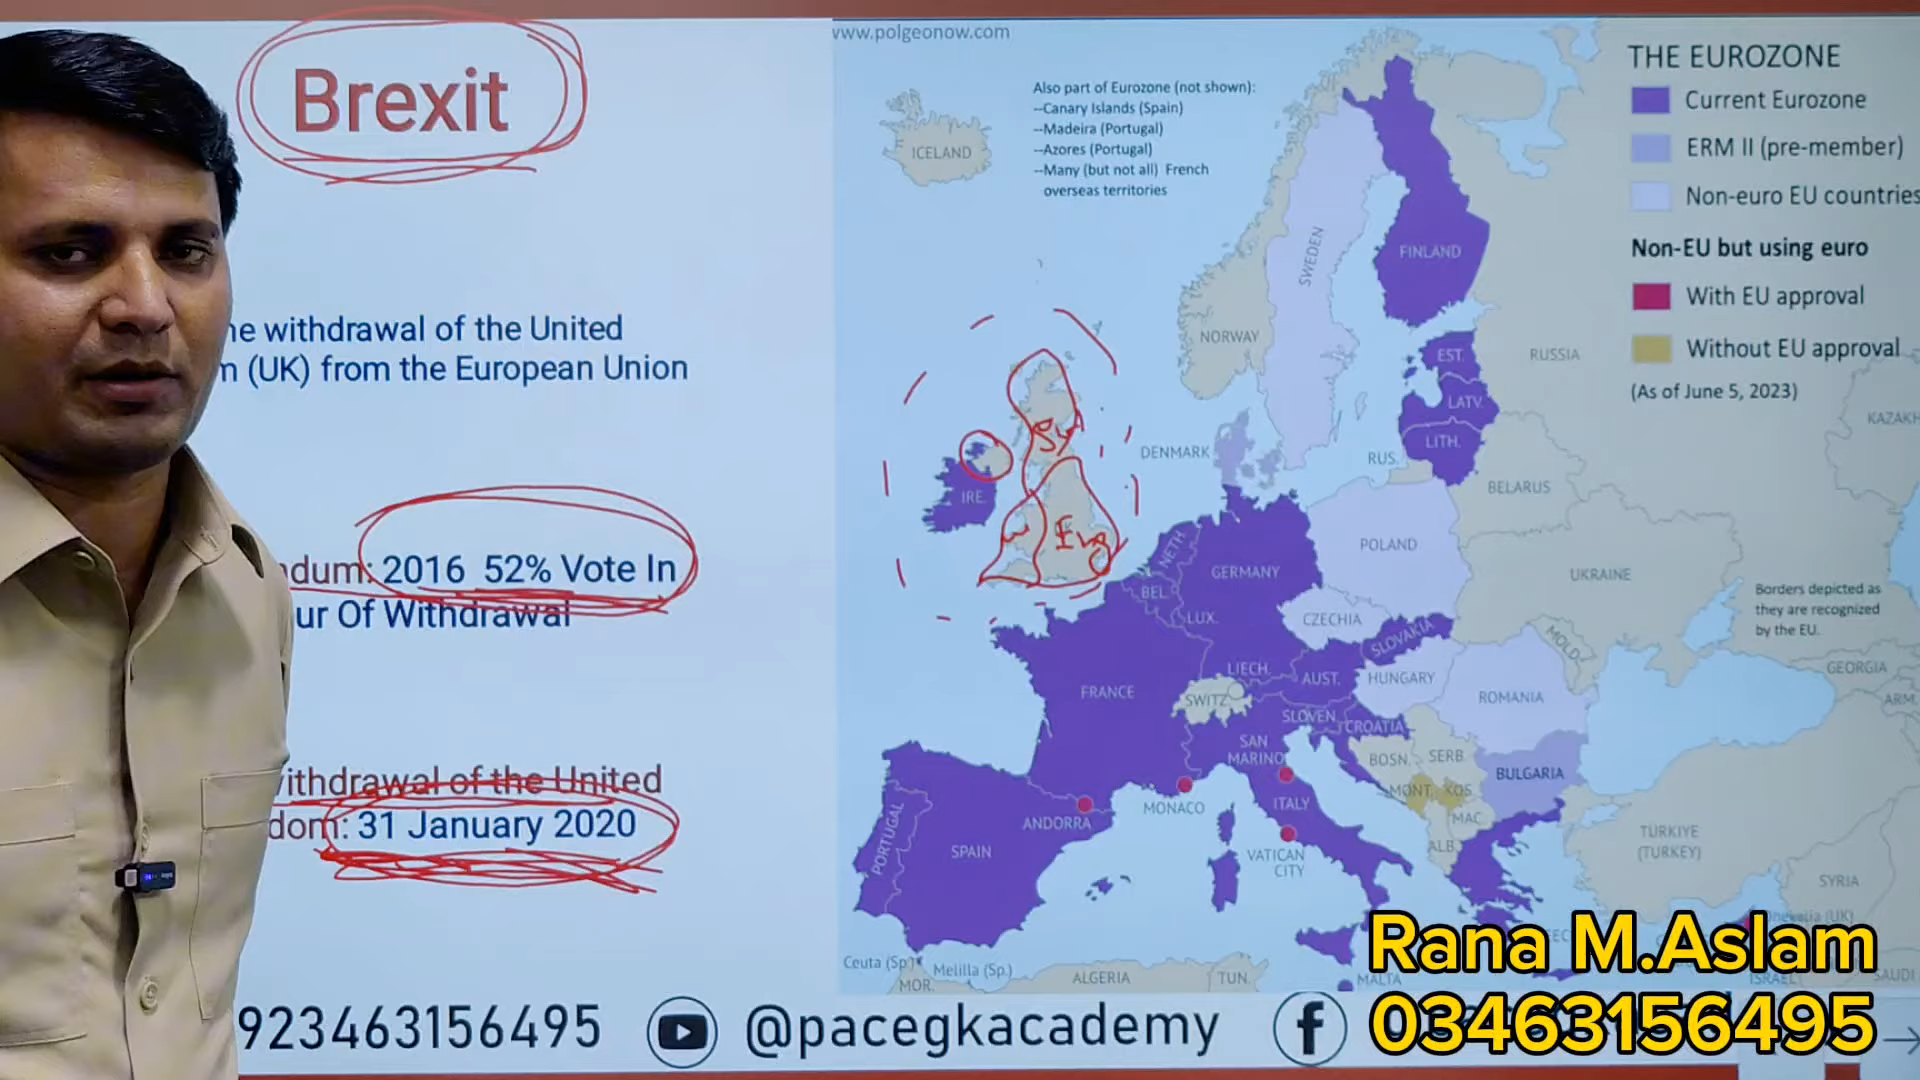 Brexit
he withdrawal of the United
m (UK) from the European Union
ndum: 2016 52% Vote In
ur Of Withdrawal
withdrawal of the United
dom: 31 January 2020
www.polgeonow.com
Also part of Eurozone (not shown):
--Canary Islands (Spain)
--Madeira (Portugal)
--Azores (Portugal)
--Many (but not all) French
overseas territories
THE EUROZONE
Current Eurozone
ERM II (pre-member)
Non-euro EU countries
Non-EU but using euro
With EU approval
Without EU approval
(As of June 5, 2023)
ICELAND
SWEDEN
FINLAND
NORWAY
EST.
RUSSIA
LATV.
KAZAKH
LITH.
DENMARK
RUS.
IRE.
BELARUS
W
Eng
NETH.
POLAND
GERMANY
UKRAINE
BEL.
LUX.
CZECHIA
SLOVAKIA
MOLD.
Borders depicted as
they are recognized
by the EU.
LIECH.
AUST.
HUNGARY
GEORGIA
FRANCE
SWITZ.
ROMANIA
ARM.
SLOVEN.
CROATIA
SAN
MARINO
BOSN.
SERB.
BULGARIA
MONT.
KOS.
MONACO
ITALY
ANDORRA
MAC.
PORTUGAL
SPAIN
VATICAN
CITY
ALB.
TÜRKIYE
(TURKEY)
SYRIA
Ceuta (Sp.)
Melilla (Sp.)
MOR.
ALGERIA
TUN.
MALTA
ISRAEL
SAUDI
Rana M.Aslam
03463156495
923463156495
@pacegkacademy